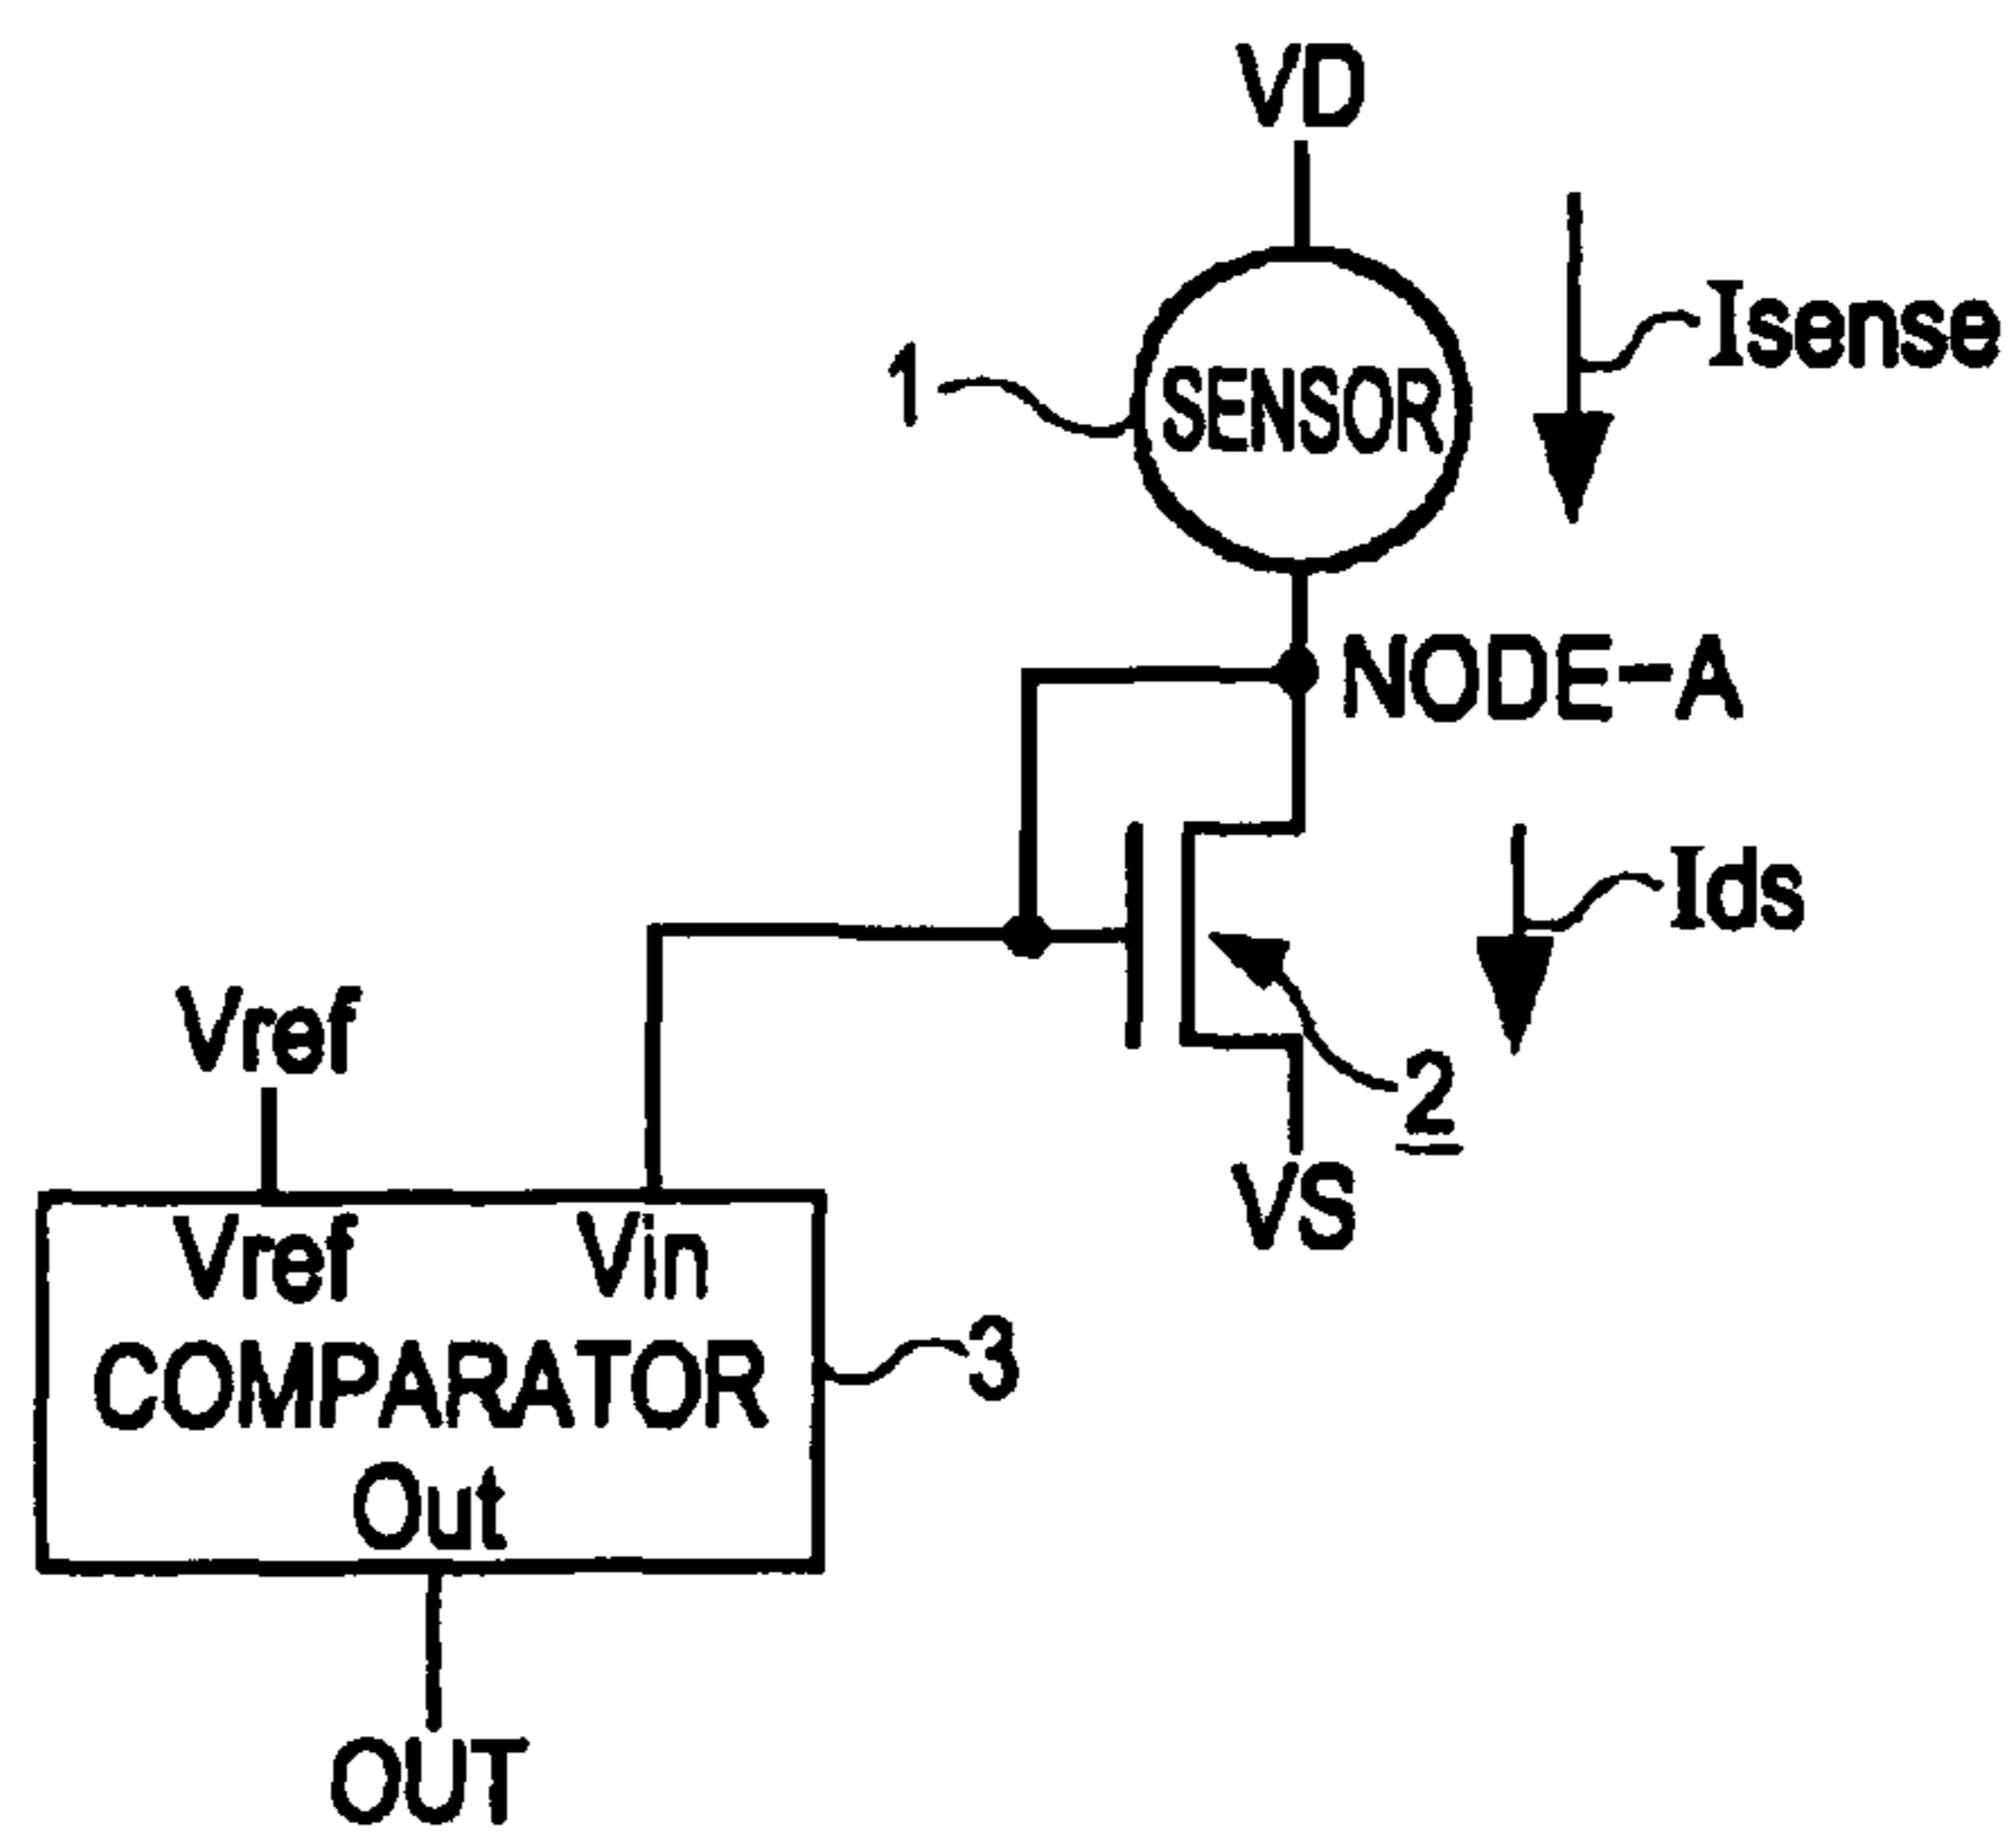 VD
Isense
1
SENSOR
NODE-A
Ids
Vref
2
VS
Vref Vin
COMPARATOR
3
Out
OUT